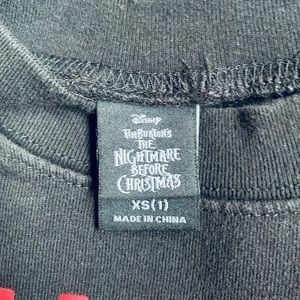 Disney
TIM BURTON'S
THE
NIGHTMARE
BEFORE
CHRISTMAS
XS(1)
MADE IN CHINA